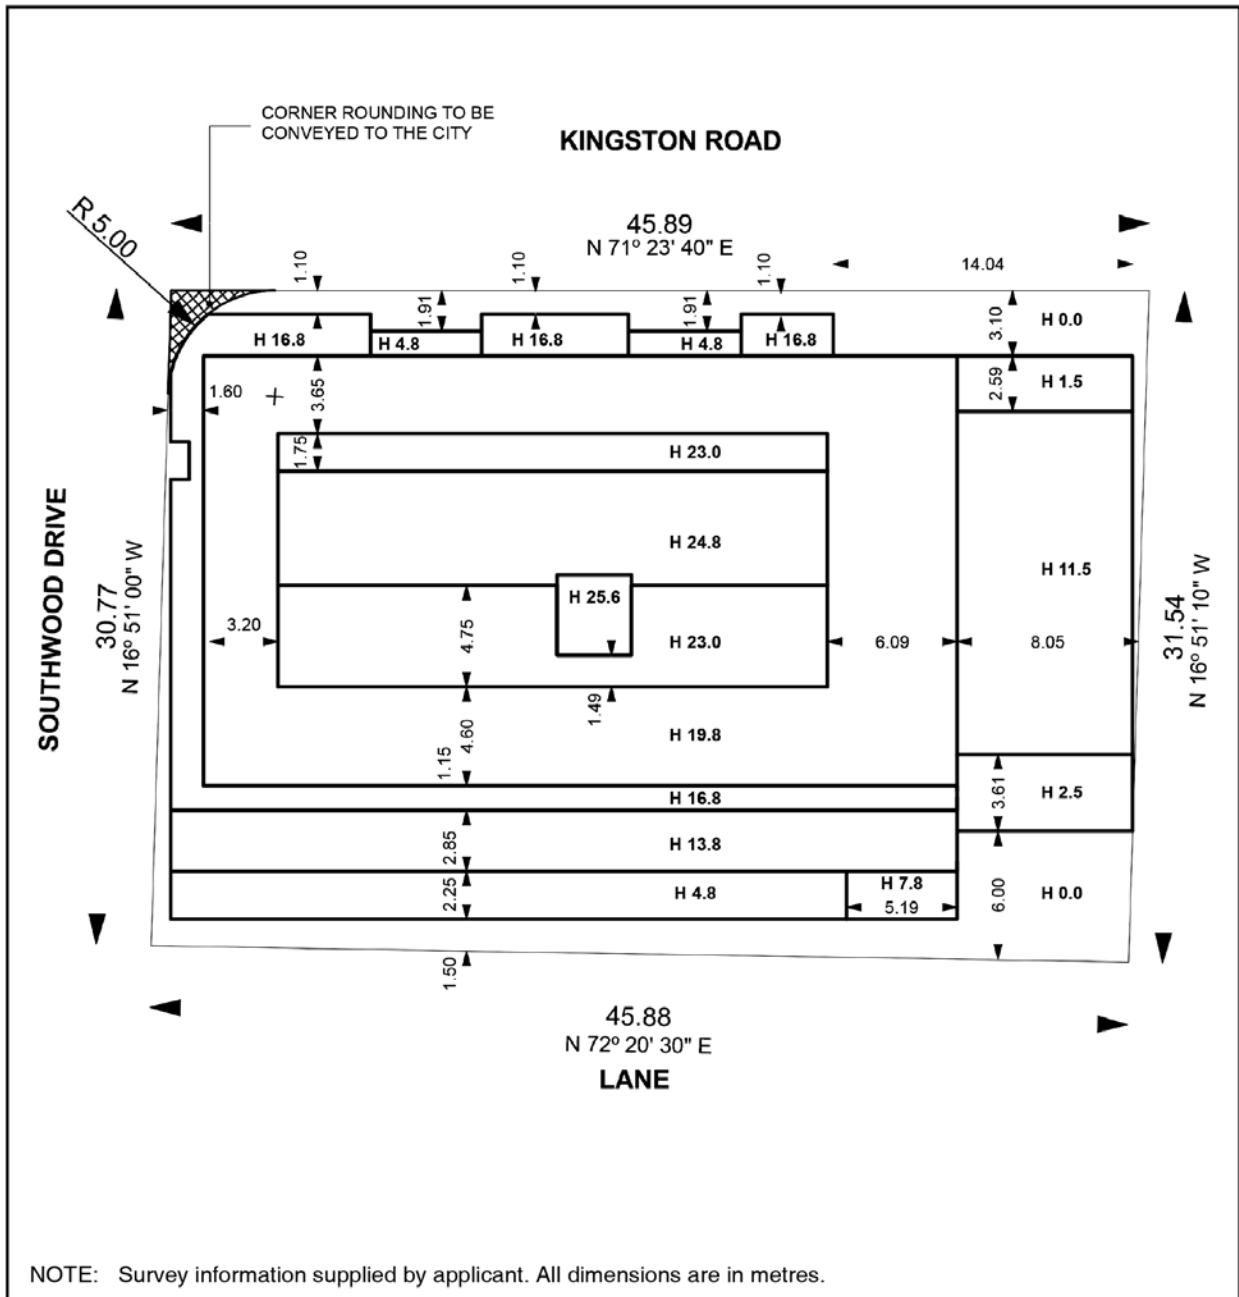 CORNER ROUNDING TO BE
CONVEYED TO THE CITY
KINGSTON ROAD
R 5.00
45.89
N 71º 23' 40" E
1.10
1.10
1.10
14.04
1.91
1.91
3.10
H 0.0
H 16.8
H 4.8
H 16.8
H 4.8
H 16.8
1.60
3.65
2.59
H 1.5
1.75
H 23.0
SOUTHWOOD DRIVE
30.77
N 16º 51' 00" W
H 24.8
H 11.5
H 25.6
3.20
4.75
H 23.0
6.09
8.05
31.54
N 16º 51' 10" W
1.49
4.60
H 19.8
1.15
H 16.8
3.61
H 2.5
2.85
H 13.8
2.25
H 4.8
H 7.8
5.19
6.00
H 0.0
1.50
45.88
N 72º 20' 30" E
LANE
NOTE: Survey information supplied by applicant. All dimensions are in metres.